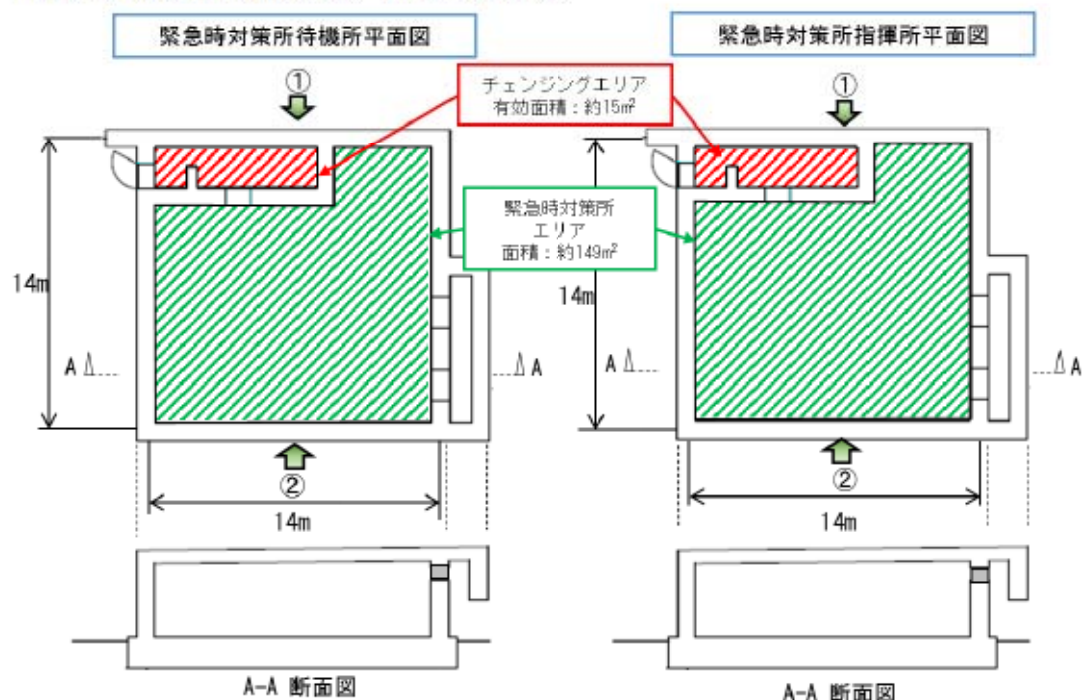 緊急時対策所待機所平面図
緊急時対策所指揮所平面図
①
チェンジングエリア
有効面積：約15㎡
①
緊急時対策所
エリア
面積：約149㎡
14m
14m
A
A
A
A
②
14m
②
14m
A-A 断面図
A-A 断面図